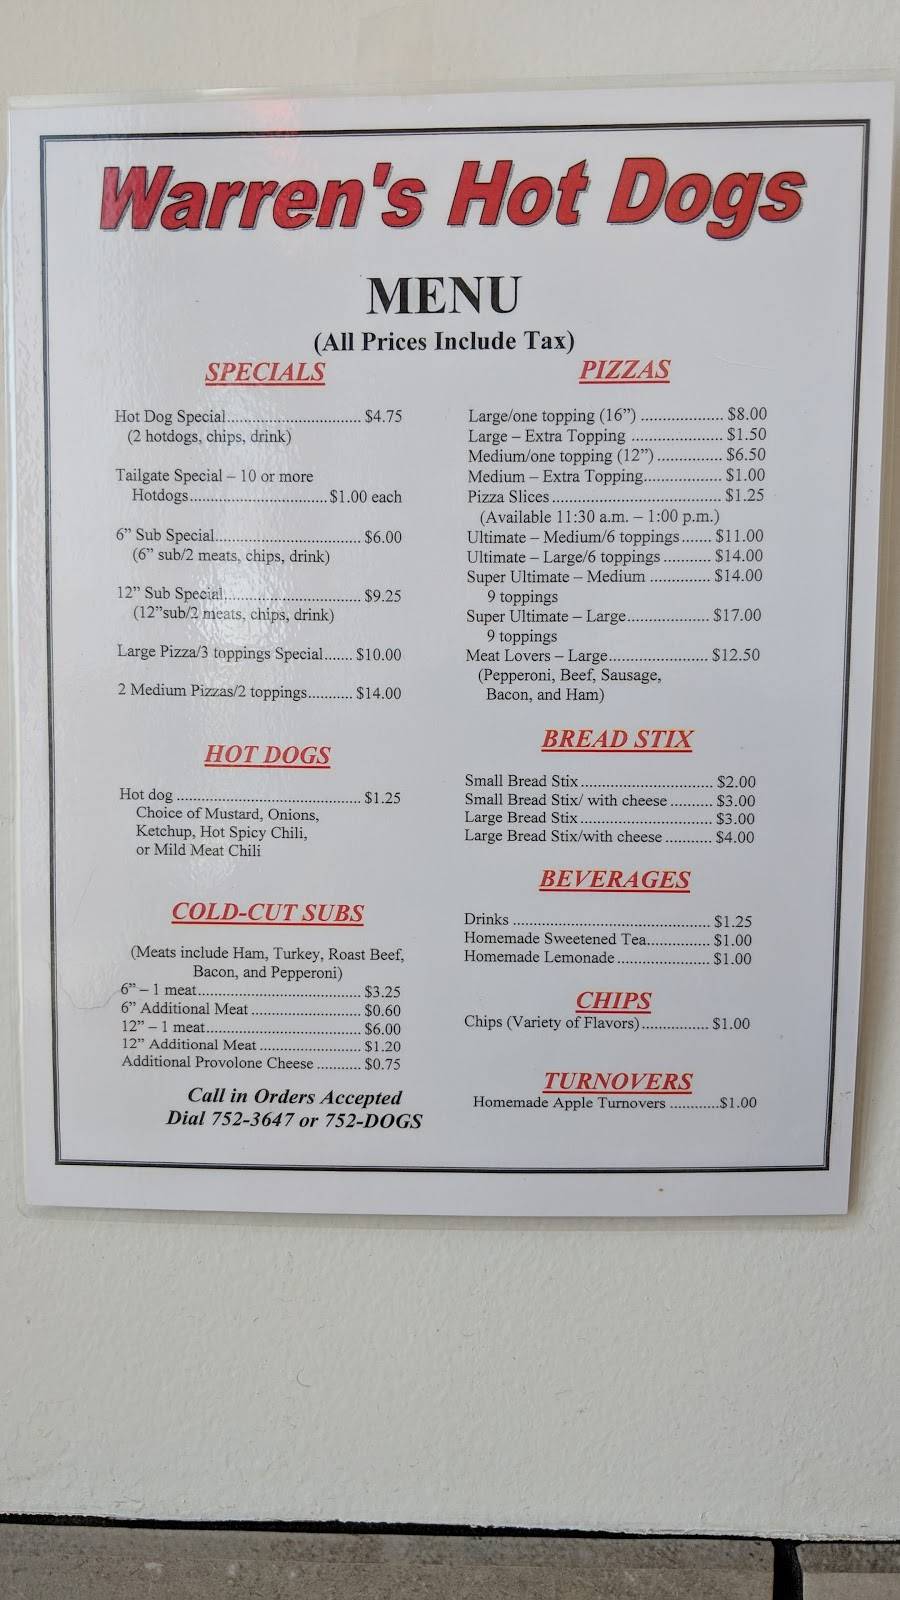 Warren's Hot Dogs
MENU
(All Prices Include Tax)
SPECIALS
Hot Dog Special................................ $4.75
(2 hotdogs, chips, drink)
Tailgate Special – 10 or more
Hotdogs................................. $1.00 each
6” Sub Special................................... $6.00
(6” sub/2 meats, chips, drink)
12” Sub Special................................. $9.25
(12”sub/2 meats, chips, drink)
Large Pizza/3 toppings Special....... $10.00
2 Medium Pizzas/2 toppings........... $14.00
HOT DOGS
Hot dog ............................................ $1.25
Choice of Mustard, Onions,
Ketchup, Hot Spicy Chili,
or Mild Meat Chili
COLD-CUT SUBS
(Meats include Ham, Turkey, Roast Beef,
Bacon, and Pepperoni)
6” – 1 meat....................................... $3.25
6” Additional Meat .......................... $0.60
12” – 1 meat..................................... $6.00
12” Additional Meat ........................ $1.20
Additional Provolone Cheese ........... $0.75
Call in Orders Accepted
Dial 752-3647 or 752-DOGS
PIZZAS
Large/one topping (16”) .................... $8.00
Large – Extra Topping ...................... $1.50
Medium/one topping (12”) ................ $6.50
Medium – Extra Topping................... $1.00
Pizza Slices ......................................... $1.25
(Available 11:30 a.m. – 1:00 p.m.)
Ultimate – Medium/6 toppings....... $11.00
Ultimate – Large/6 toppings ........... $14.00
Super Ultimate – Medium .............. $14.00
9 toppings
Super Ultimate – Large.................... $17.00
9 toppings
Meat Lovers – Large........................ $12.50
(Pepperoni, Beef, Sausage,
Bacon, and Ham)
BREAD STIX
Small Bread Stix ................................ $2.00
Small Bread Stix/ with cheese .......... $3.00
Large Bread Stix ................................ $3.00
Large Bread Stix/with cheese ........... $4.00
BEVERAGES
Drinks ................................................ $1.25
Homemade Sweetened Tea............... $1.00
Homemade Lemonade ....................... $1.00
CHIPS
Chips (Variety of Flavors)................ $1.00
TURNOVERS
Homemade Apple Turnovers ............$1.00